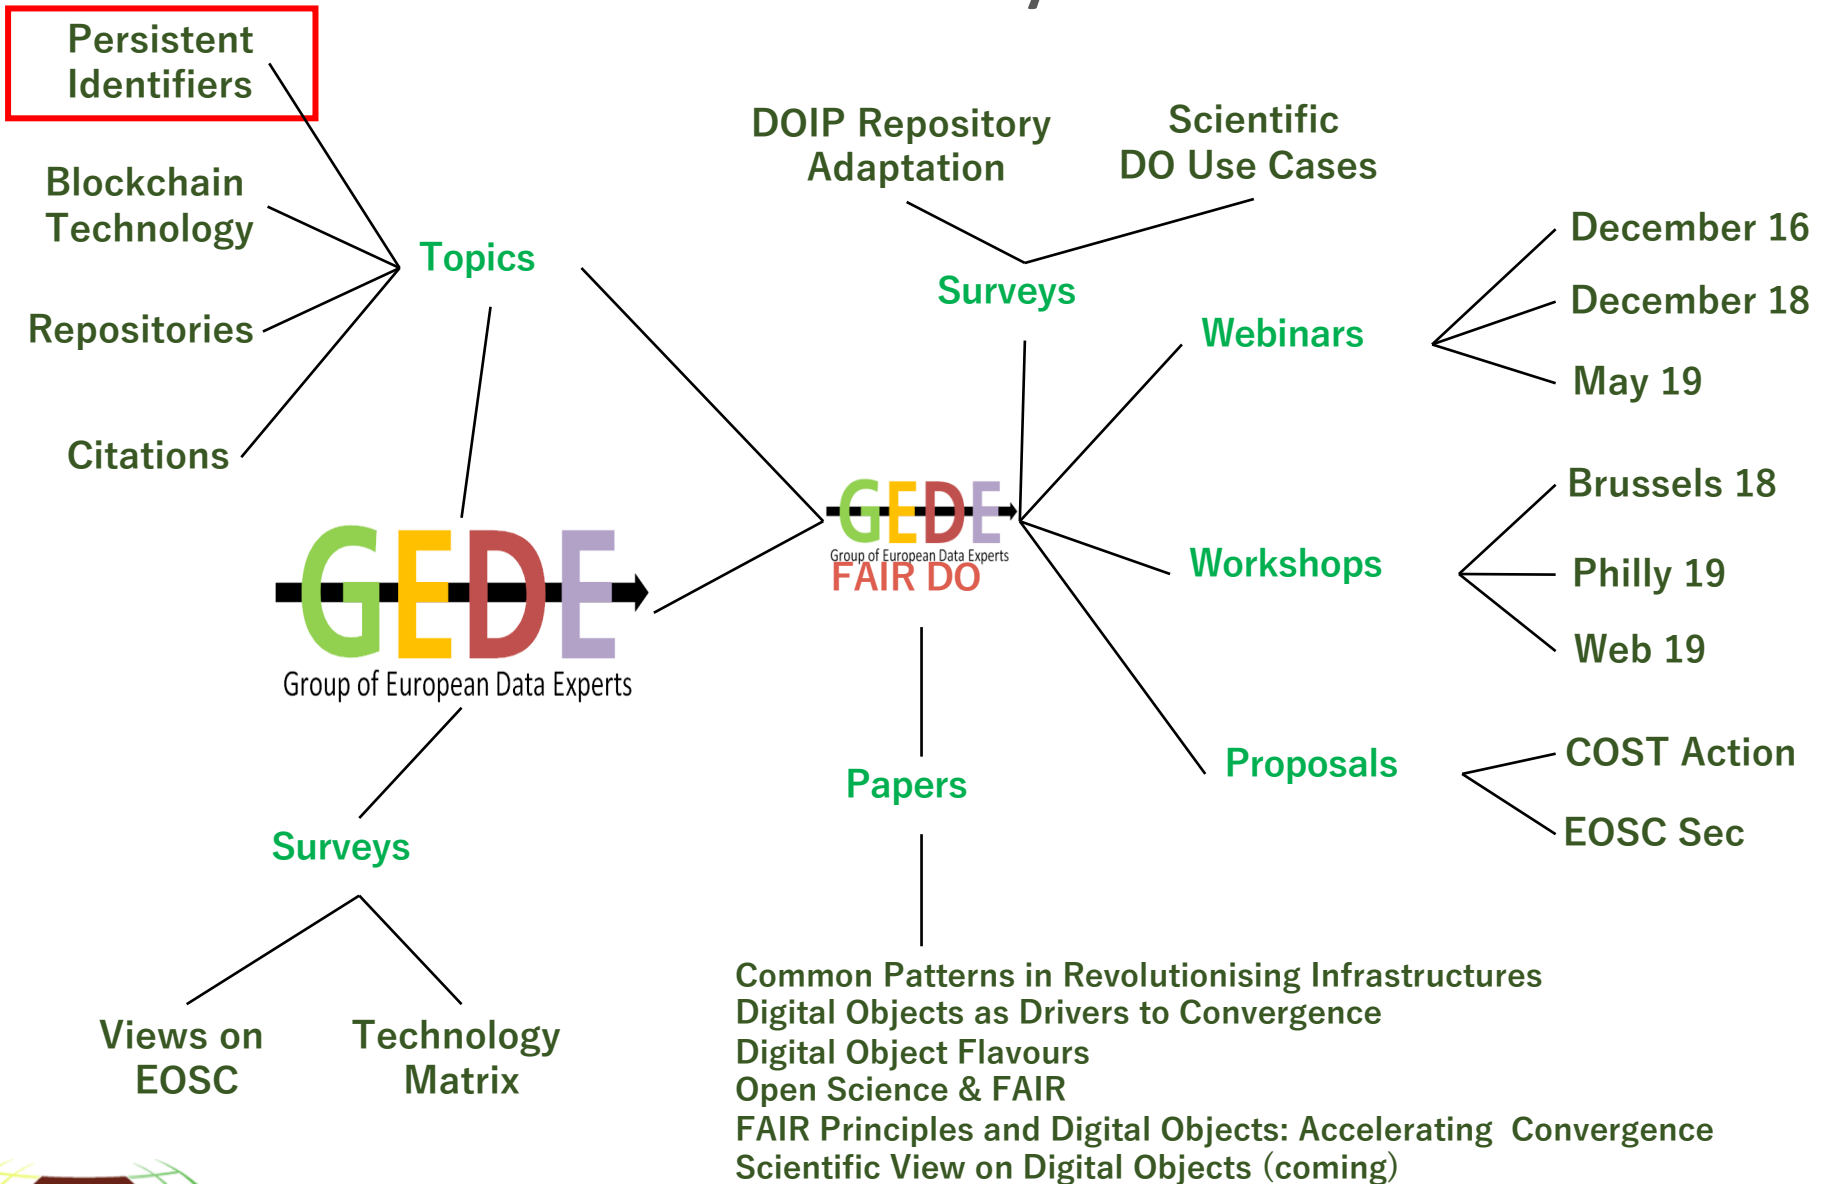 Persistent
Identifiers
Blockchain
Technology
Repositories
Citations
Topics
DOIP Repository
Adaptation
Scientific
DO Use Cases
Surveys
Webinars
December 16
December 18
May 19
Workshops
Brussels 18
Philly 19
Web 19
Proposals
COST Action
EOSC Sec
GEDE
Group of European Data Experts
FAIR DO
GEDE
Group of European Data Experts
Surveys
Views on
EOSC
Technology
Matrix
Papers
Common Patterns in Revolutionising Infrastructures
Digital Objects as Drivers to Convergence
Digital Object Flavours
Open Science & FAIR
FAIR Principles and Digital Objects: Accelerating Convergence
Scientific View on Digital Objects (coming)